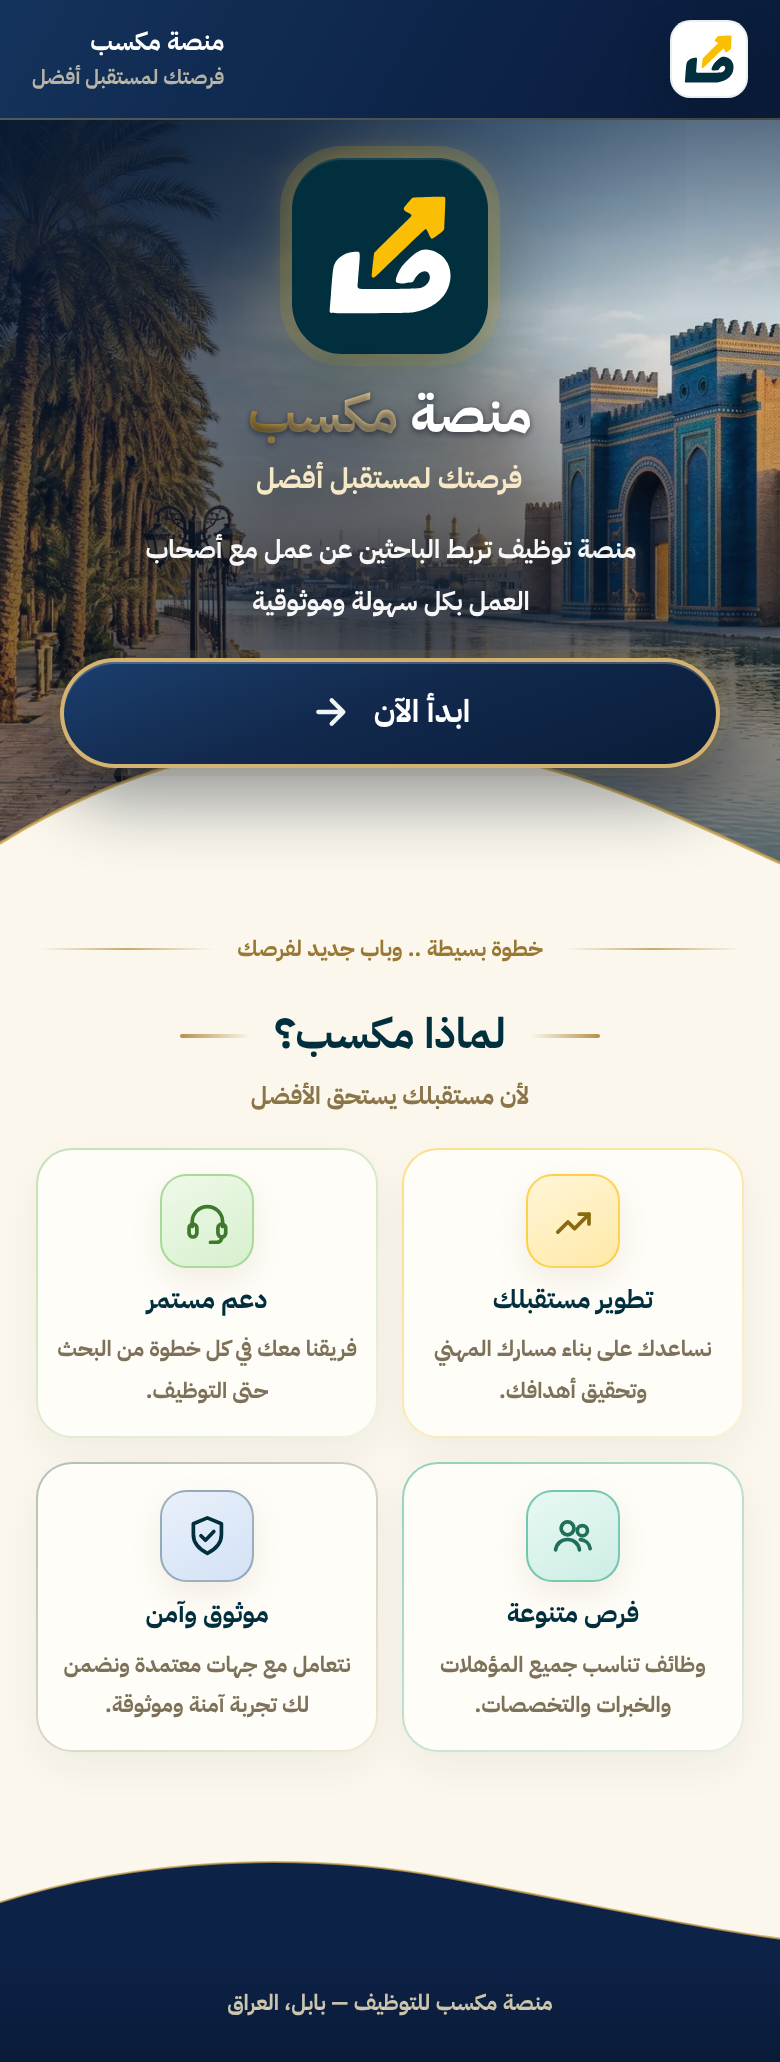 منصة مكسب
فرصتك لمستقبل أفضل
منصة مكسب
فرصتك لمستقبل أفضل
منصة توظيف تربط الباحثين عن عمل مع أصحاب
العمل بكل سهولة وموثوقية
ابدأ الآن
خطوة بسيطة .. وباب جديد لفرصك
لماذا مكسب؟
لأن مستقبلك يستحق الأفضل
تطوير مستقبلك
نساعدك على بناء مسارك المهني
وتحقيق أهدافك.
دعم مستمر
فريقنا معك في كل خطوة من البحث
حتى التوظيف.
فرص متنوعة
وظائف تناسب جميع المؤهلات
والخبرات والتخصصات.
موثوق وآمن
نتعامل مع جهات معتمدة ونضمن
لك تجربة آمنة وموثوقة.
منصة مكسب للتوظيف — بابل، العراق